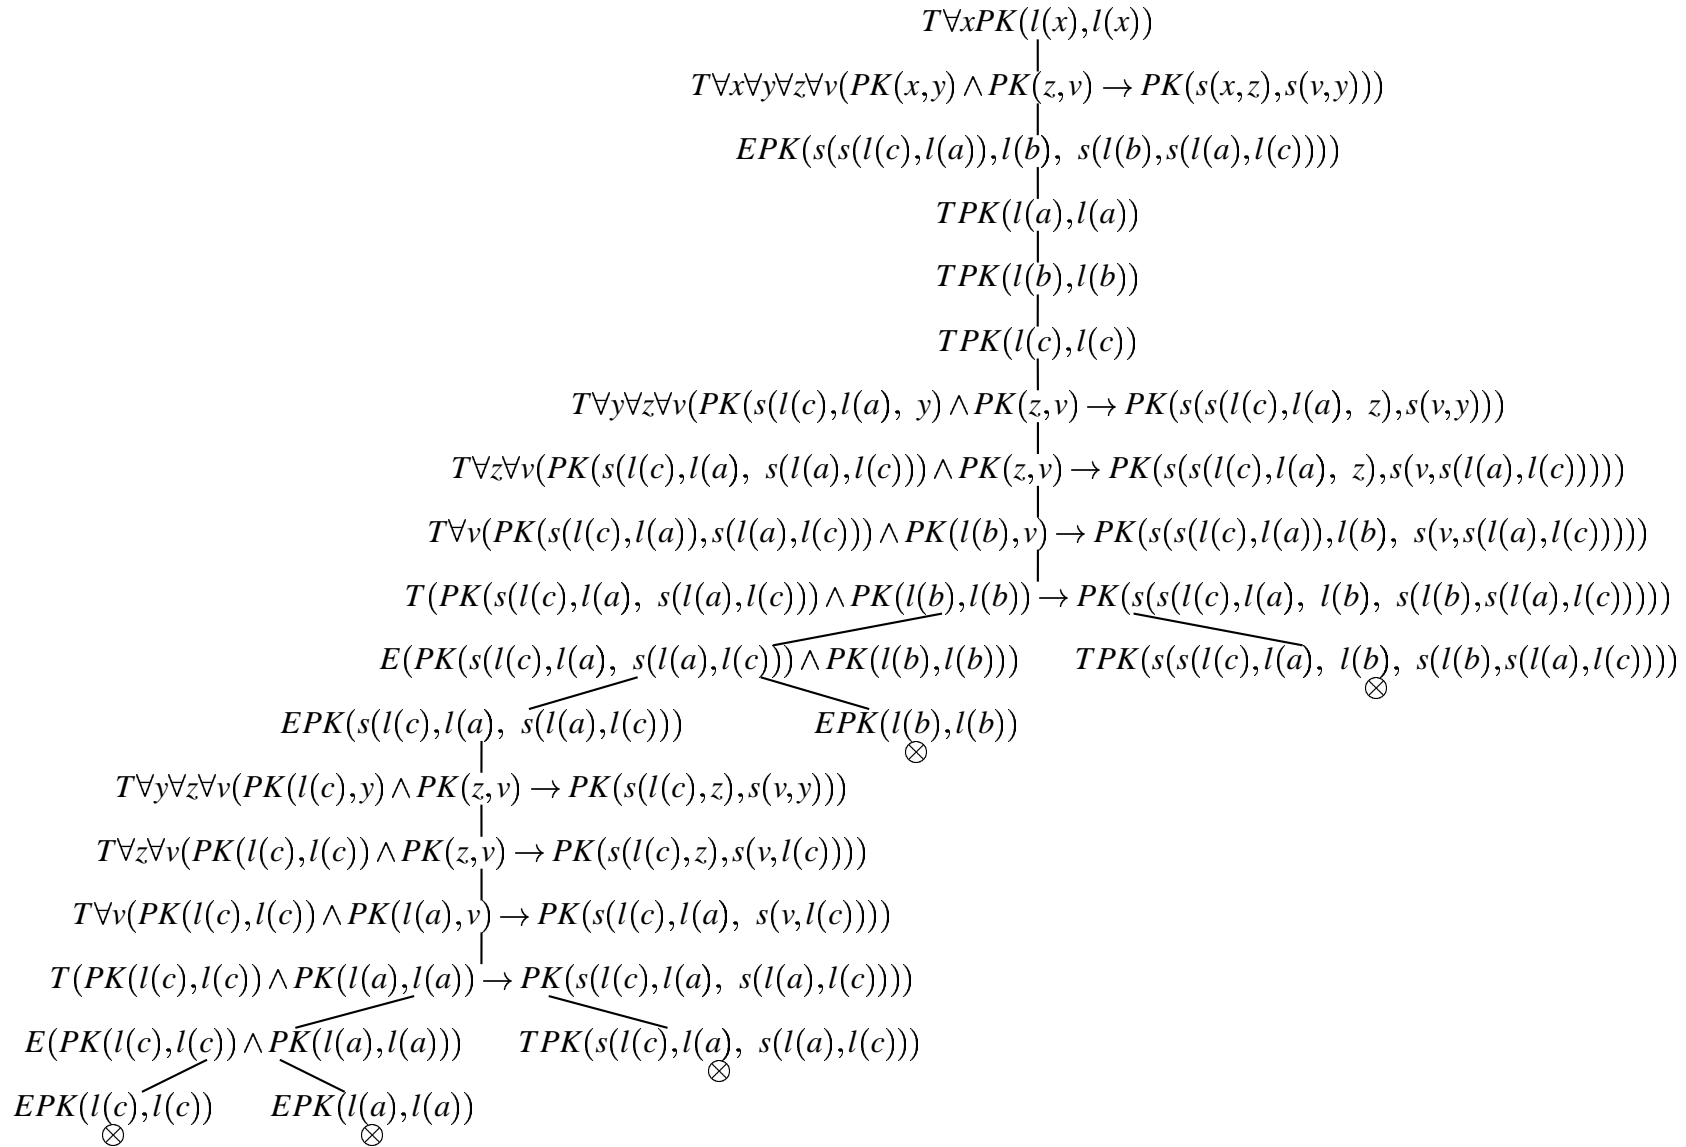 T∀xPK(l(x),l(x))
T∀x∀y∀z∀v(PK(x,y)∧PK(z,v)→PK(s(x,z),s(v,y)))
EPK(s(s(l(c),l(a)),l(b), s(l(b),s(l(a),l(c))))
TPK(l(a),l(a))
TPK(l(b),l(b))
TPK(l(c),l(c))
T∀y∀z∀v(PK(s(l(c),l(a), y)∧PK(z,v)→PK(s(s(l(c),l(a), z),s(v,y)))
T∀z∀v(PK(s(l(c),l(a), s(l(a),l(c)))∧PK(z,v)→PK(s(s(l(c),l(a), z),s(v,s(l(a),l(c)))))
T∀v(PK(s(l(c),l(a)),s(l(a),l(c)))∧PK(l(b),v)→PK(s(s(l(c),l(a)),l(b), s(v,s(l(a),l(c)))))
T(PK(s(l(c),l(a), s(l(a),l(c)))∧PK(l(b),l(b))→PK(s(s(l(c),l(a), l(b), s(l(b),s(l(a),l(c)))))
E(PK(s(l(c),l(a), s(l(a),l(c)))∧PK(l(b),l(b))) TPK(s(s(l(c),l(a), l(b), s(l(b),s(l(a),l(c))))
⊗
EPK(s(l(c),l(a), s(l(a),l(c))) EPK(l(b),l(b))
⊗
T∀y∀z∀v(PK(l(c),y)∧PK(z,v)→PK(s(l(c),z),s(v,y)))
T∀z∀v(PK(l(c),l(c))∧PK(z,v)→PK(s(l(c),z),s(v,l(c))))
T∀v(PK(l(c),l(c))∧PK(l(a),v)→PK(s(l(c),l(a), s(v,l(c))))
T(PK(l(c),l(c))∧PK(l(a),l(a))→PK(s(l(c),l(a), s(l(a),l(c))))
E(PK(l(c),l(c))∧PK(l(a),l(a))) TPK(s(l(c),l(a), s(l(a),l(c)))
⊗
EPK(l(c),l(c)) EPK(l(a),l(a))
⊗ ⊗